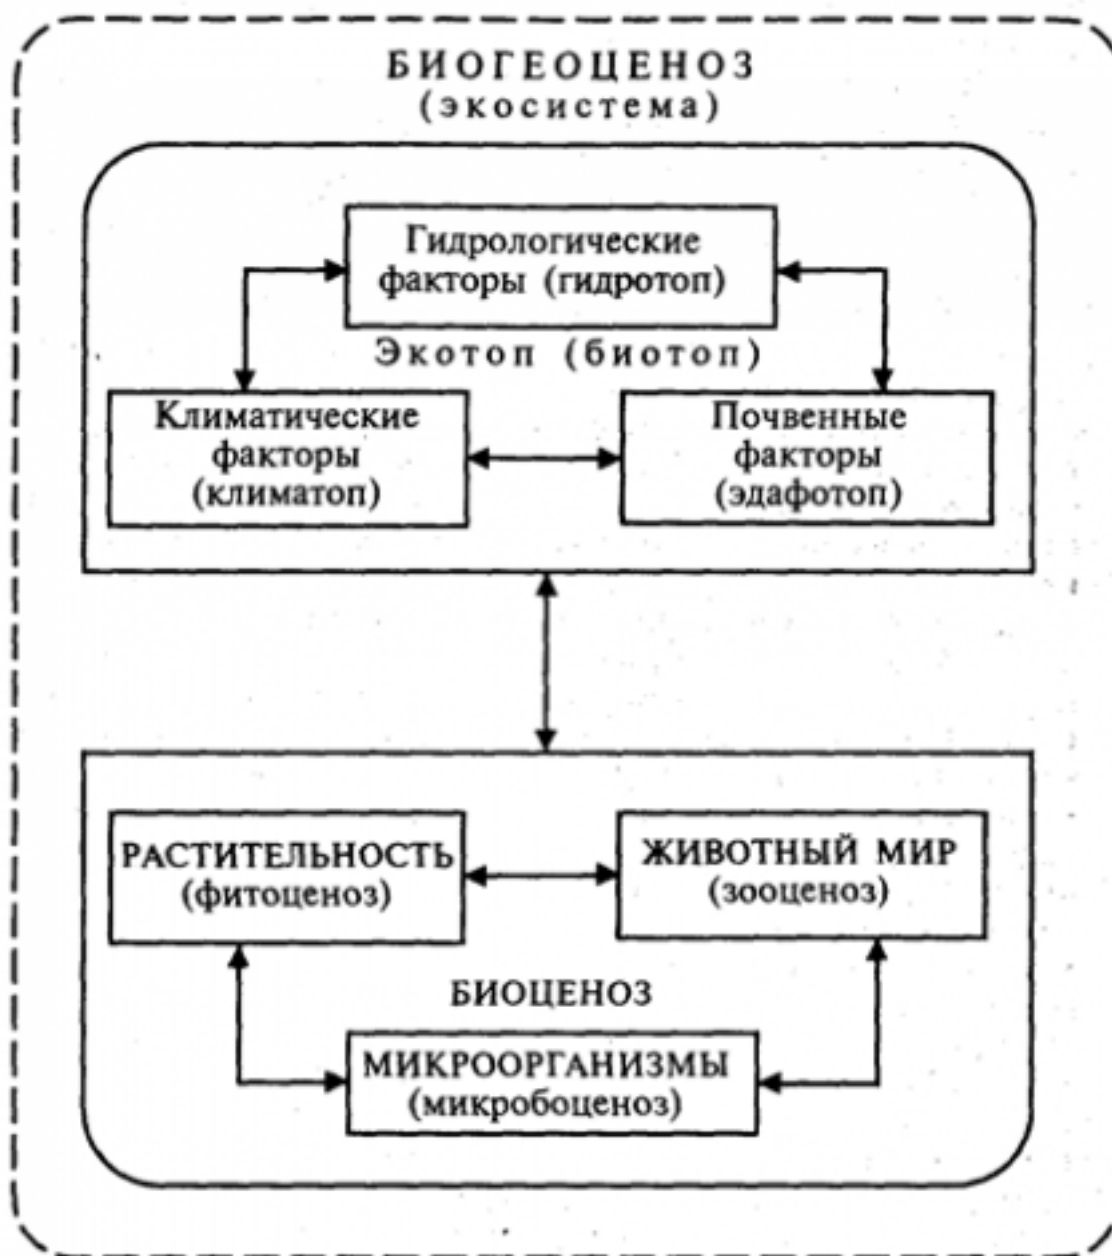 БИОГЕОЦЕНОЗ
(экосистема)
Гидрологические
факторы (гидротоп)
Экотоп (биотоп)
Климатические
факторы
(климатоп)
Почвенные
факторы
(эдафотоп)
РАСТИТЕЛЬНОСТЬ
(фитоценоз)
ЖИВОТНЫЙ МИР
(зооценоз)
БИОЦЕНОЗ
МИКРООРГАНИЗМЫ
(микробоценоз)